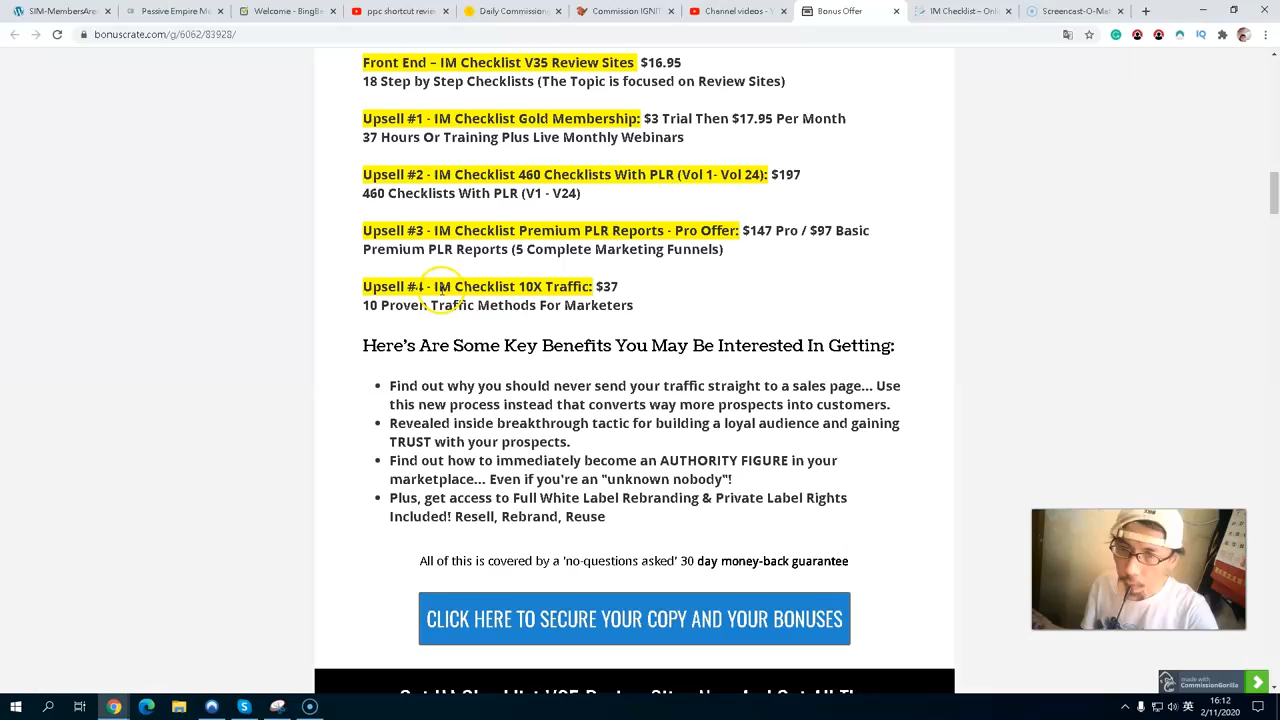 SIM-MembersAre
Passive Empire M
Welcome - BingBa
ppc shortcut revie
Zoom
Commission IGNIT
ppc shortcut revie
Bonus Offer
IM Checklist – Onli
Screencast-O-Mat
bonuscrate.com/g/6062/83928/
Front End – IM Checklist V35 Review Sites $16.95
18 Step by Step Checklists (The Topic is focused on Review Sites)
Upsell #1 - IM Checklist Gold Membership: $3 Trial Then $17.95 Per Month
37 Hours Or Training Plus Live Monthly Webinars
Upsell #2 - IM Checklist 460 Checklists With PLR (Vol 1- Vol 24): $197
460 Checklists With PLR (V1 - V24)
Upsell #3 - IM Checklist Premium PLR Reports - Pro Offer: $147 Pro / $97 Basic
Premium PLR Reports (5 Complete Marketing Funnels)
Upsell #4 - IM Checklist 10X Traffic: $37
10 Proven Traffic Methods For Marketers
Here's Are Some Key Benefits You May Be Interested In Getting:
• Find out why you should never send your traffic straight to a sales page... Use
this new process instead that converts way more prospects into customers.
• Revealed inside breakthrough tactic for building a loyal audience and gaining
TRUST with your prospects.
• Find out how to immediately become an AUTHORITY FIGURE in your
marketplace... Even if you're an "unknown nobody"!
• Plus, get access to Full White Label Rebranding & Private Label Rights
Included! Resell, Rebrand, Reuse
All of this is covered by a 'no-questions asked' 30 day money-back guarantee
CLICK HERE TO SECURE YOUR COPY AND YOUR BONUSES
made with
COMMISSIONGorilla
英
16:12
2/11/2020